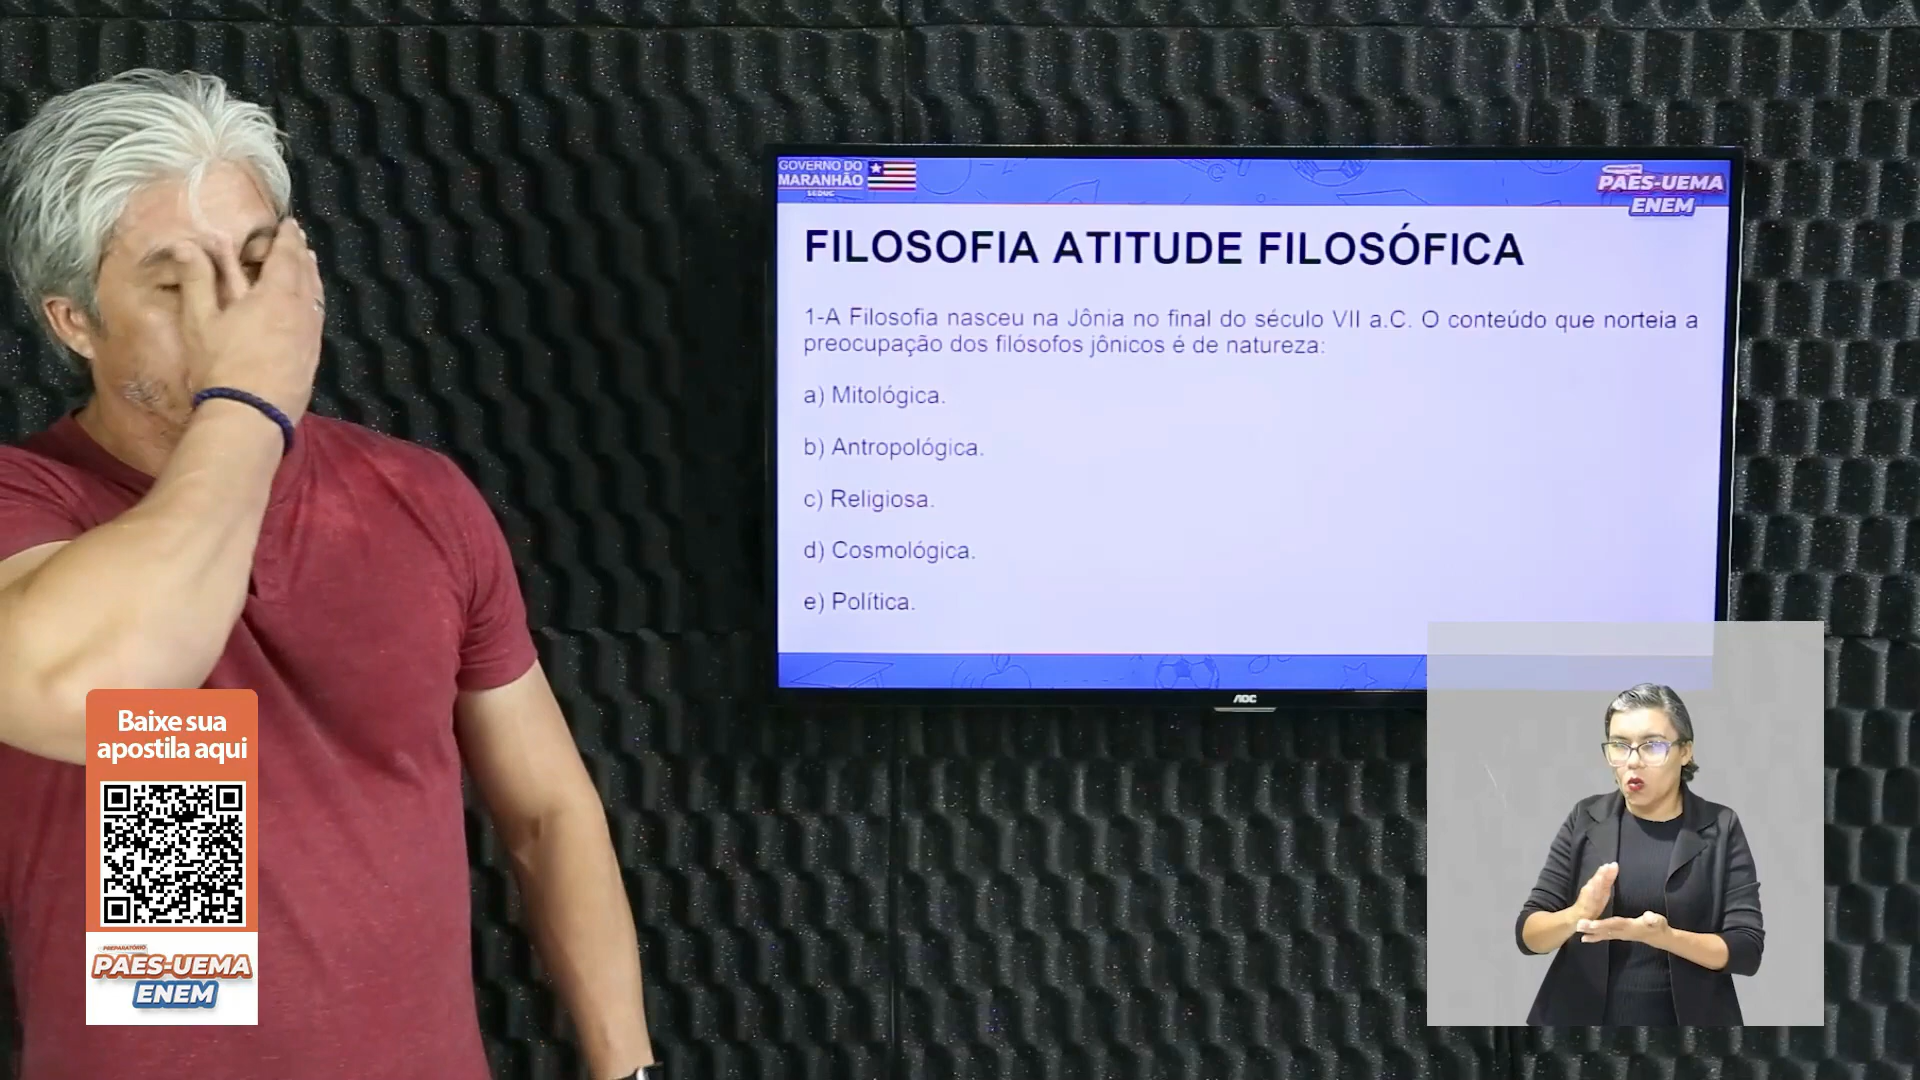 GOVERNO DO
MARANHÃO
SEDUC
PAES-UEMA
ENEM
FILOSOFIA ATITUDE FILOSÓFICA
1-A Filosofia nasceu na Jônia no final do século VII a.C. O conteúdo que norteia a
preocupação dos filósofos jônicos é de natureza:
a) Mitológica.
b) Antropológica.
c) Religiosa.
d) Cosmológica.
e) Política.
AOC
Baixe sua
apostila aqui
PREPARATÓRIO
PAES-UEMA
ENEM